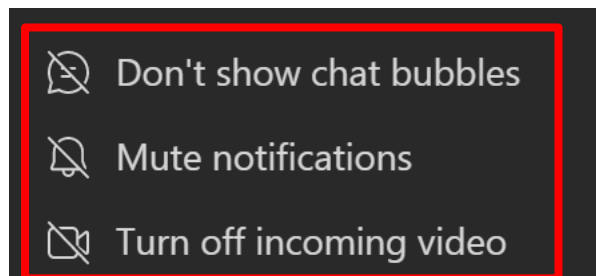 Don't show chat bubbles
Mute notifications
Turn off incoming video